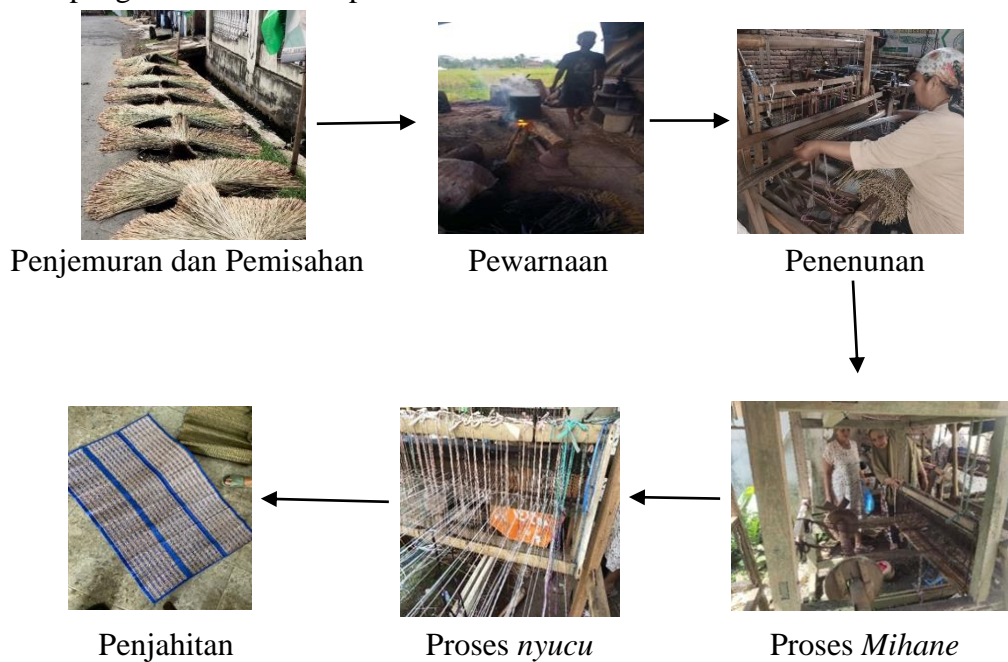 Penjemuran dan Pemisahan
Pewarnaan
Penenunan
Penjahitan
Proses nyucu
Proses Mihane